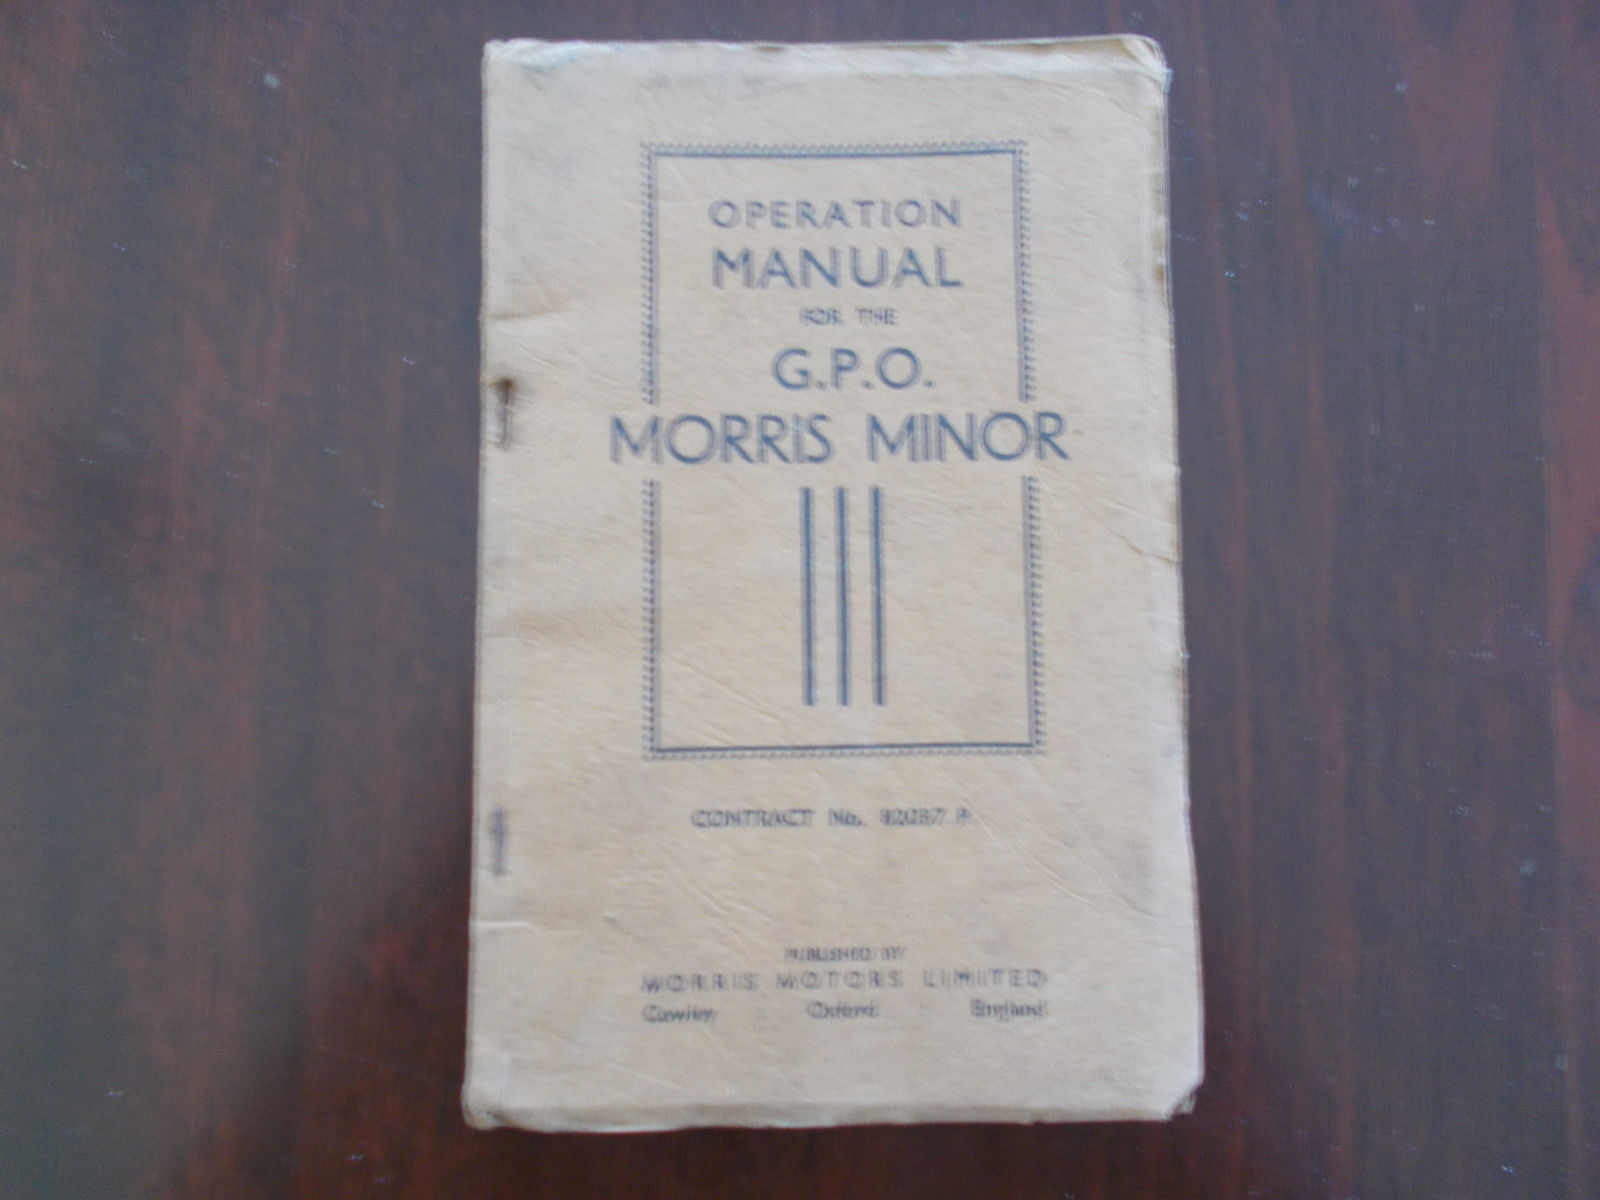 OPERATION
MANUAL
FOR THE
G.P.O.
MORRIS MINOR
CONTRACT No.
PUBLISHED BY
MORRIS MOTORS LIMITED
Cowley :: Oxford :: England